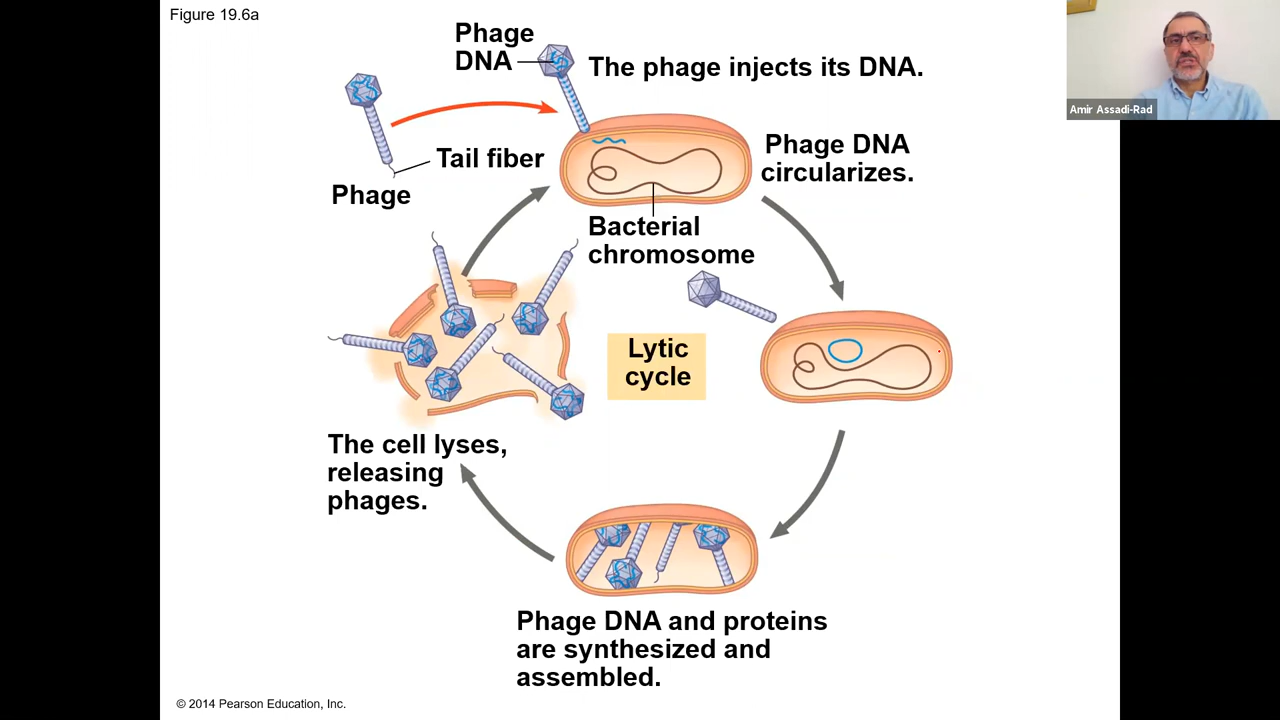 Figure 19.6a
Phage
DNA
The phage injects its DNA.
Tail fiber
Phage
Phage DNA
circularizes.
Bacterial
chromosome
Lytic
cycle
The cell lyses,
releasing
phages.
Phage DNA and proteins
are synthesized and
assembled.
© 2014 Pearson Education, Inc.
Amir Assadi-Rad